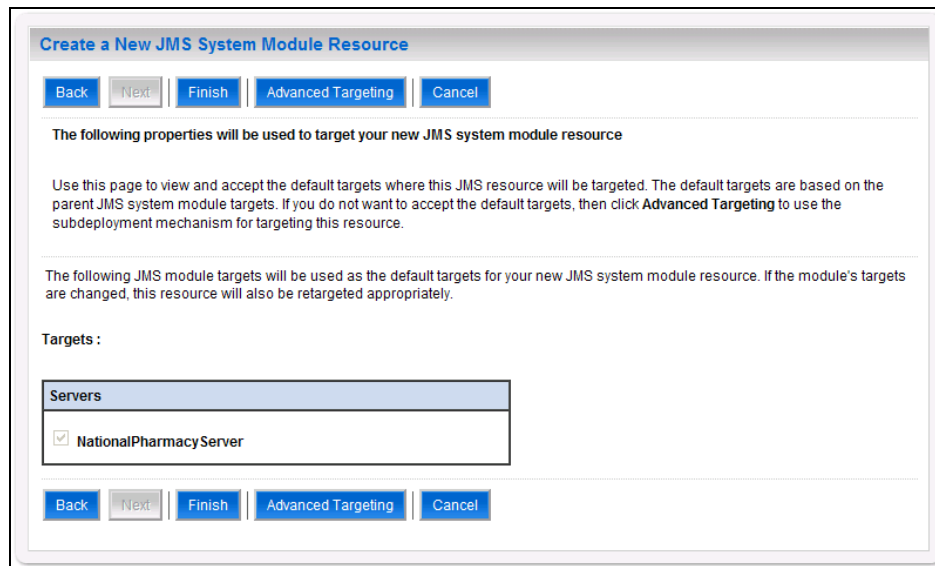 Create a New JMS System Module Resource
Back Next Finish Advanced Targeting Cancel
The following properties will be used to target your new JMS system module resource
Use this page to view and accept the default targets where this JMS resource will be targeted. The default targets are based on the
parent JMS system module targets. If you do not want to accept the default targets, then click Advanced Targeting to use the
subdeployment mechanism for targeting this resource.
The following JMS module targets will be used as the default targets for your new JMS system module resource. If the module's targets
are changed, this resource will also be retargeted appropriately.
Targets :
Servers
NationalPharmacyServer
Back Next Finish Advanced Targeting Cancel